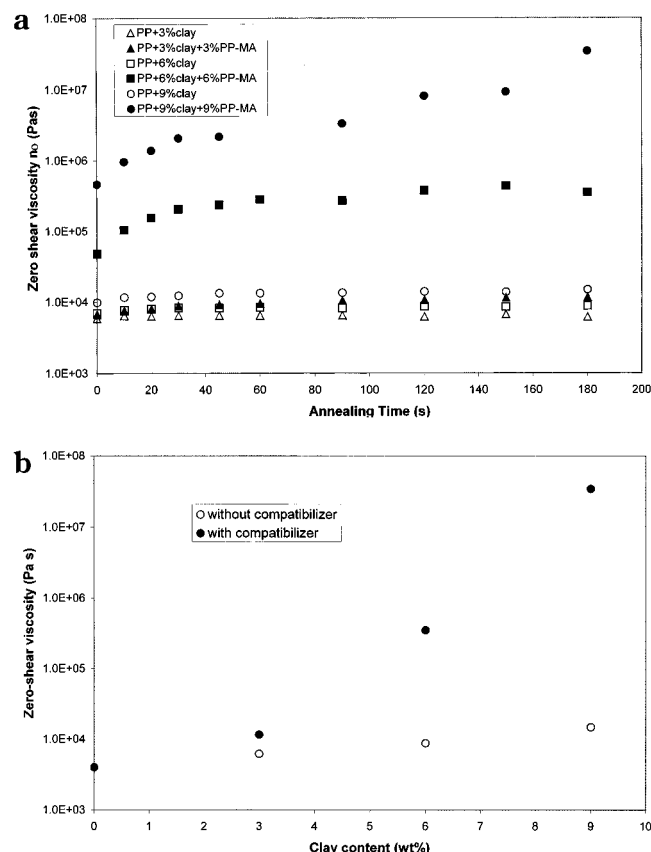 a
1.0E+08
1.0E+07
1.0E+06
1.0E+05
1.0E+04
1.0E+03
Zero shear viscosity ηo (Pas)
PP+3%clay
PP+3%clay+3%PP-MA
PP+6%clay
PP+6%clay+6%PP-MA
PP+9%clay
PP+9%clay+9%PP-MA
0 20 40 60 80 100 120 140 160 180 200
Annealing Time (s)
b
1.0E+08
1.0E+07
1.0E+06
1.0E+05
1.0E+04
1.0E+03
Zero-shear viscosity (Pa s)
without compatibilizer
with compatibilizer
0 1 2 3 4 5 6 7 8 9 10
Clay content (wt%)